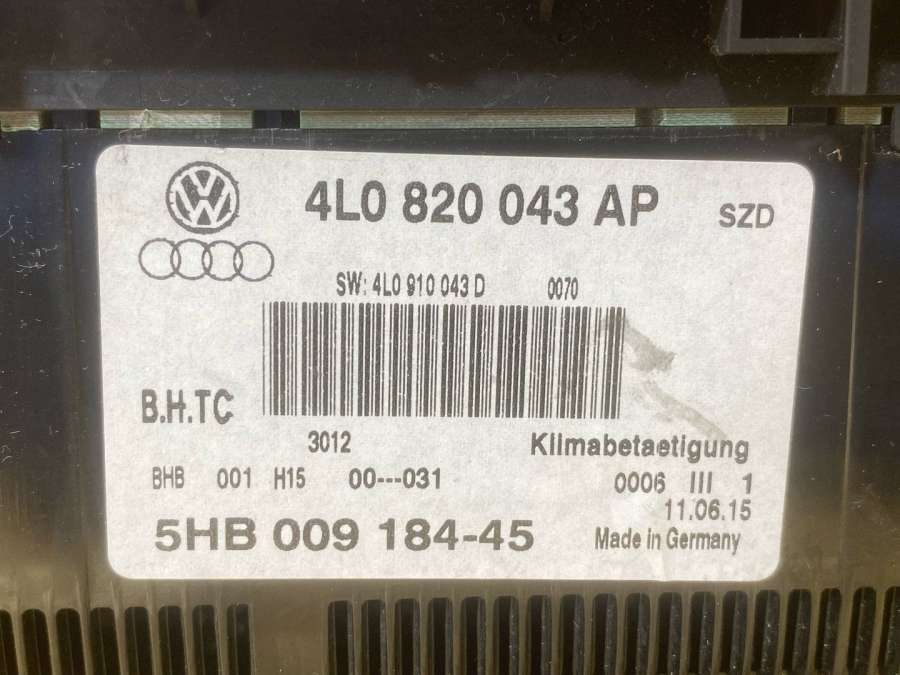 4L0 820 043 AP SZD
SW: 4L0 910 043 D 0070
B.H.TC
3012 Klimabetaetigung
BHB 001 H15 00---031 0006 III 1
11.06.15
5HB 009 184-45 Made in Germany